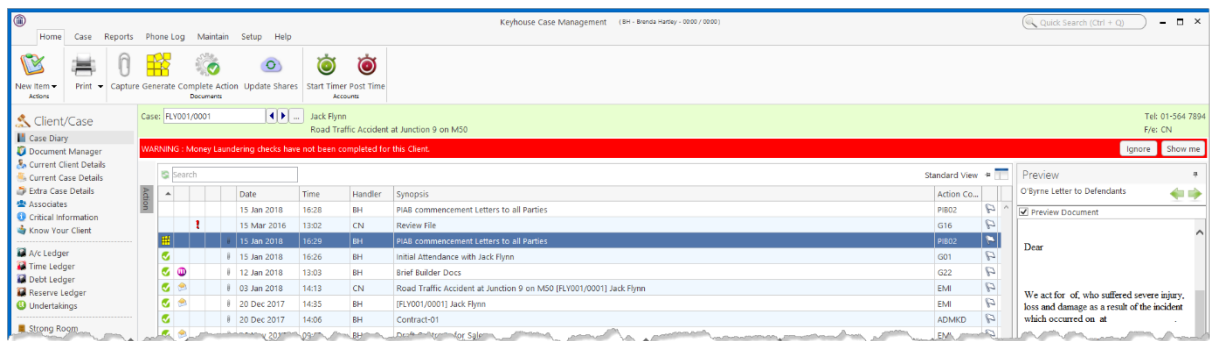 Keyhouse Case Management (BH - Brenda Hartley - 0000 / 0000)
Quick Search (Ctrl + Q)
Home Case Reports Phone Log Maintain Setup Help
New Item Print Capture Generate Complete Action Update Shares Start Timer Post Time
Actions Documents Accounts
Client/Case
Case Diary
Document Manager
Current Client Details
Current Case Details
Extra Case Details
Associates
Critical Information
Know Your Client
A/c Ledger
Time Ledger
Debt Ledger
Reserve Ledger
Undertakings
Strong Room
Case: FLY001/0001 ... Jack Flynn Tel: 01-564 7894
Road Traffic Accident at Junction 9 on M50 F/e: CN
WARNING : Money Laundering checks have not been completed for this Client. Ignore Show me
Search Standard View
Action
Date Time Handler Synopsis Action Co...
15 Jan 2018 16:28 BH PIAB commencement Letters to all Parties PIB02
15 Mar 2016 13:02 CN Review File G16
15 Jan 2018 16:29 BH PIAB commencement Letters to all Parties PIB02
15 Jan 2018 16:26 BH Initial Attendance with Jack Flynn G01
12 Jan 2018 13:03 BH Brief Builder Docs G22
03 Jan 2018 14:13 CN Road Traffic Accident at Junction 9 on M50 [FLY001/0001] Jack Flynn EMI
20 Dec 2017 14:35 BH [FLY001/0001] Jack Flynn EMI
20 Dec 2017 14:06 BH Contract-01 ADMKD
Preview
O'Byrne Letter to Defendants
Preview Document
Dear
We act for of, who suffered severe injury,
loss and damage as a result of the incident
which occurred on at .